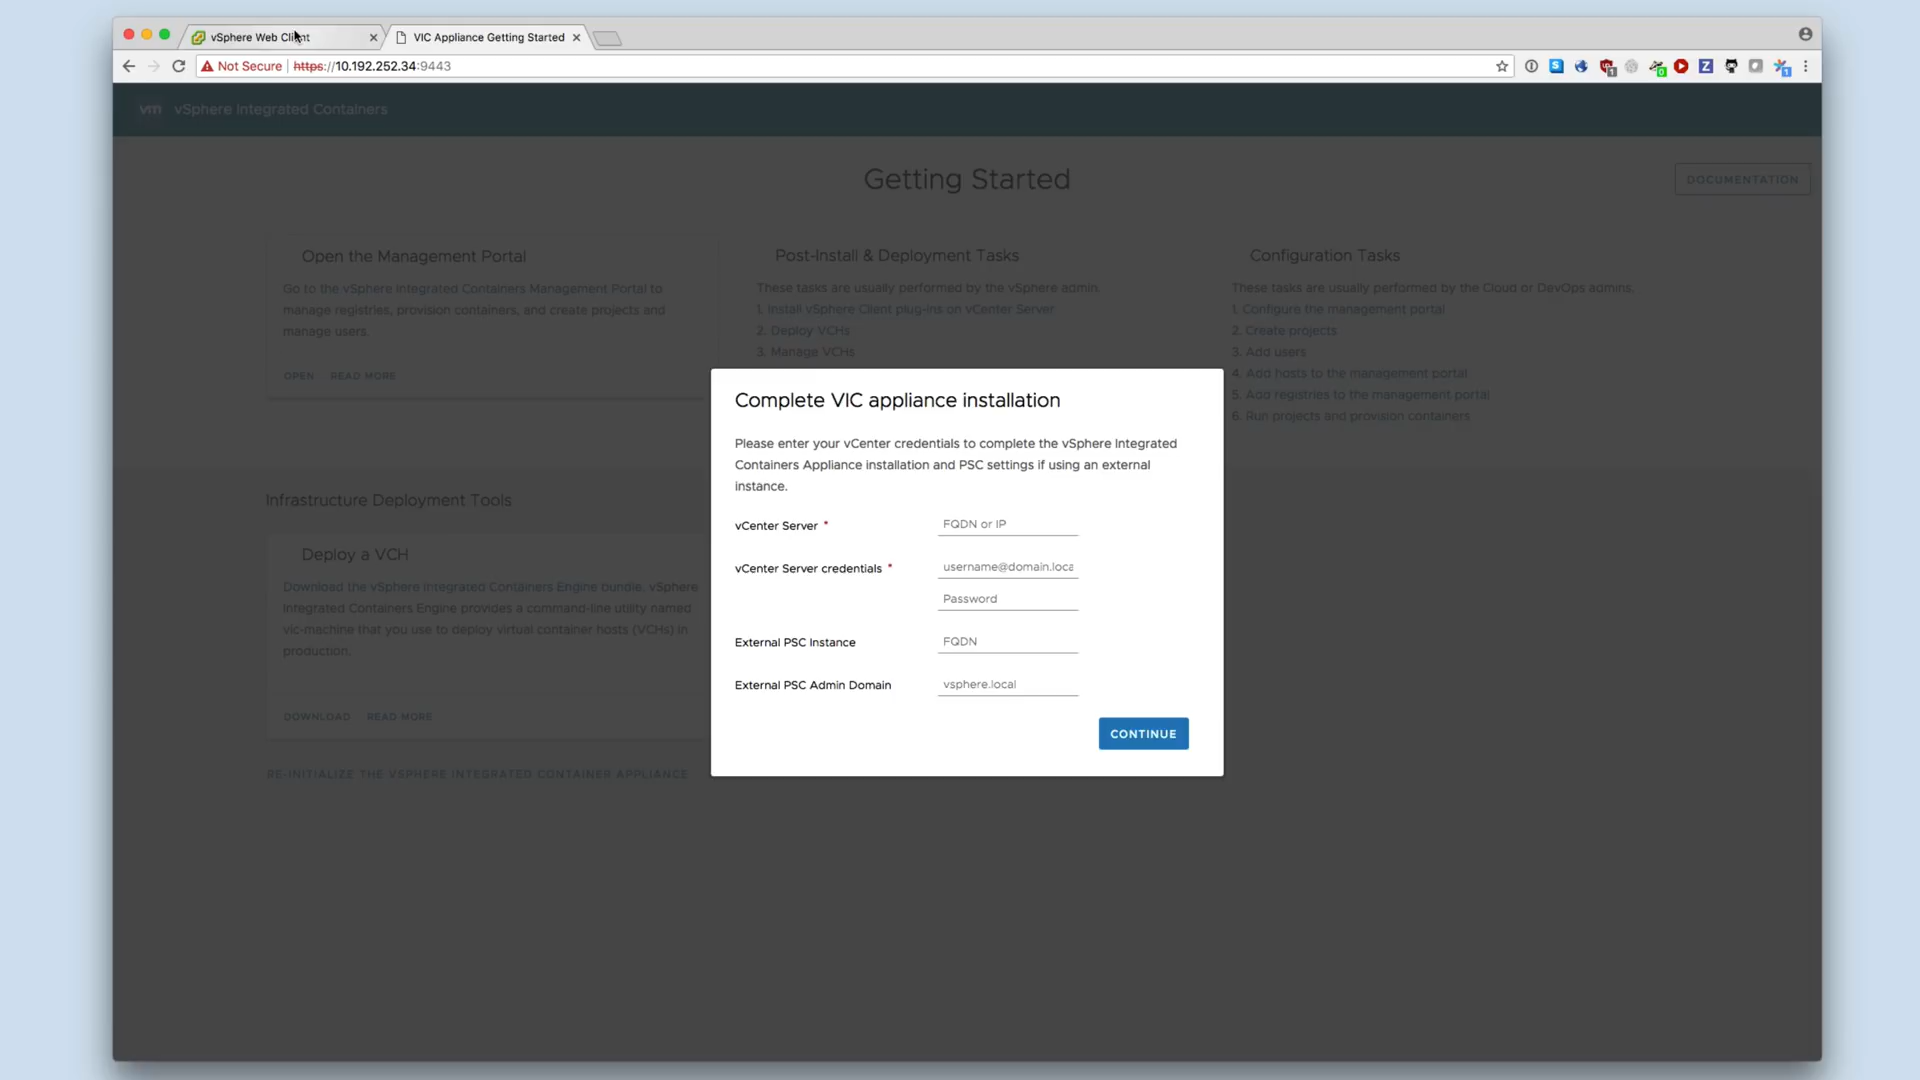 vSphere Web Client
VIC Appliance Getting Started
Not Secure
https://10.192.252.34:9443
vm vSphere Integrated Containers
Getting Started
DOCUMENTATION
Open the Management Portal
Go to the vSphere Integrated Containers Management Portal to
manage registries, provision containers, and create projects and
manage users.
OPEN READ MORE
Post-Install & Deployment Tasks
These tasks are usually performed by the vSphere admin.
1. Install vSphere Client plug-ins on vCenter Server
2. Deploy VCHs
3. Manage VCHs
Configuration Tasks
These tasks are usually performed by the Cloud or DevOps admins.
1. Configure the management portal
2. Create projects
3. Add users
4. Add hosts to the management portal
5. Add registries to the management portal
6. Run projects and provision containers
Complete VIC appliance installation
Please enter your vCenter credentials to complete the vSphere Integrated
Containers Appliance installation and PSC settings if using an external
instance.
vCenter Server *
FQDN or IP
vCenter Server credentials *
username@domain.loca
Password
External PSC Instance
FQDN
External PSC Admin Domain
vsphere.local
CONTINUE
Infrastructure Deployment Tools
Deploy a VCH
Download the vSphere Integrated Containers Engine bundle. vSphere
Integrated Containers Engine provides a command-line utility named
vic-machine that you use to deploy virtual container hosts (VCHs) in
production.
DOWNLOAD READ MORE
RE-INITIALIZE THE VSPHERE INTEGRATED CONTAINER APPLIANCE